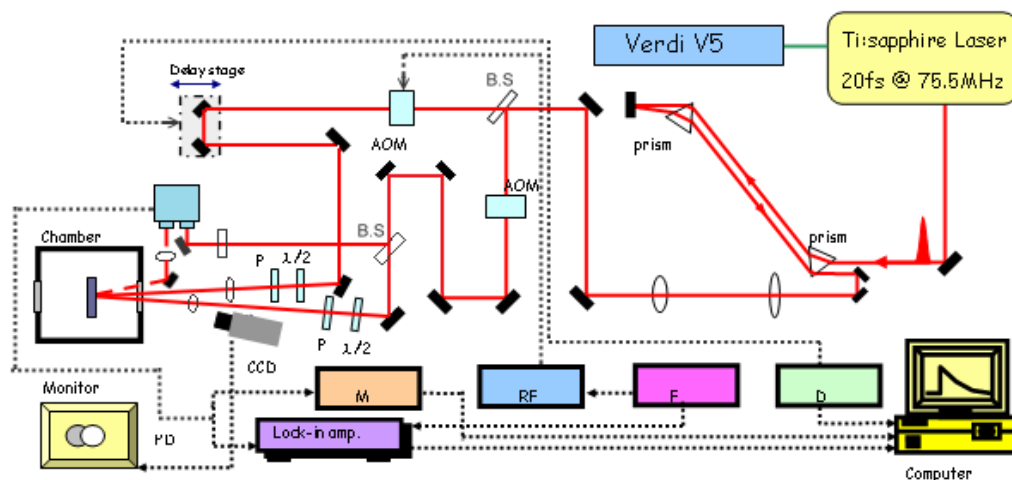 Verdi V5
Ti:sapphire Laser
20fs @ 75.5MHz
Delay stage
B.S
AOM
prism
AOM
B.S
prism
Chamber
P
λ/2
P
λ/2
CCD
Monitor
PD
M
RF
F
D
Lock-in amp.
Computer